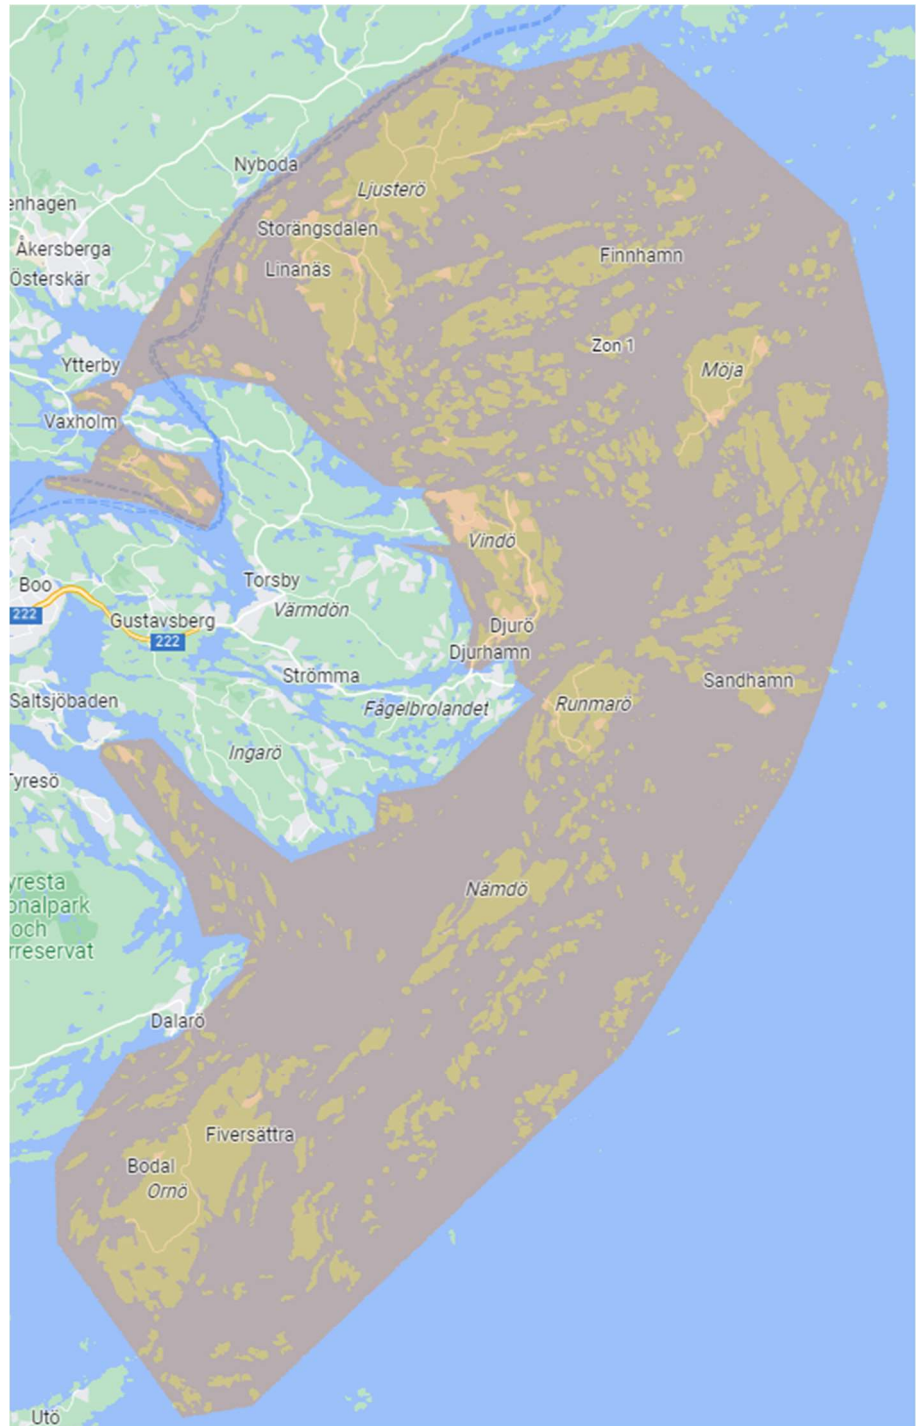 Nyboda
Ljusterö
enhagen
Storängsdalen
Åkersberga
Finnhamn
Linanäs
Österskär
Zon 1
Ytterby
Möja
Vaxholm
Vindö
Torsby
Boo
Värmdön
222
Gustavsberg
Djurö
222
Djurhamn
Strömma
Sandhamn
Saltsjöbaden
Fågelbrolandet
Runmarö
Ingarö
Tyresö
yresta
onalpark
och
rreservat
Nämdö
Dalarö
Fiversättra
Bodal
Ornö
Utö